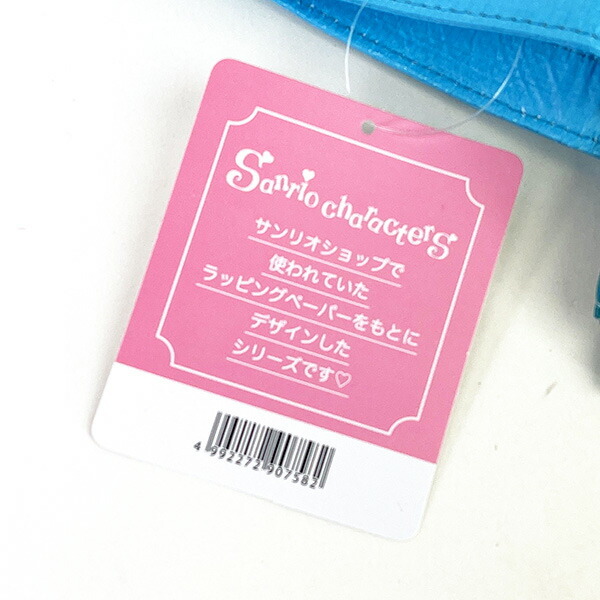 Sanrio characters
サンリオショップで
使われていた
ラッピングペーパーをもとに
デザインした
シリーズです♡
4 992272 907582